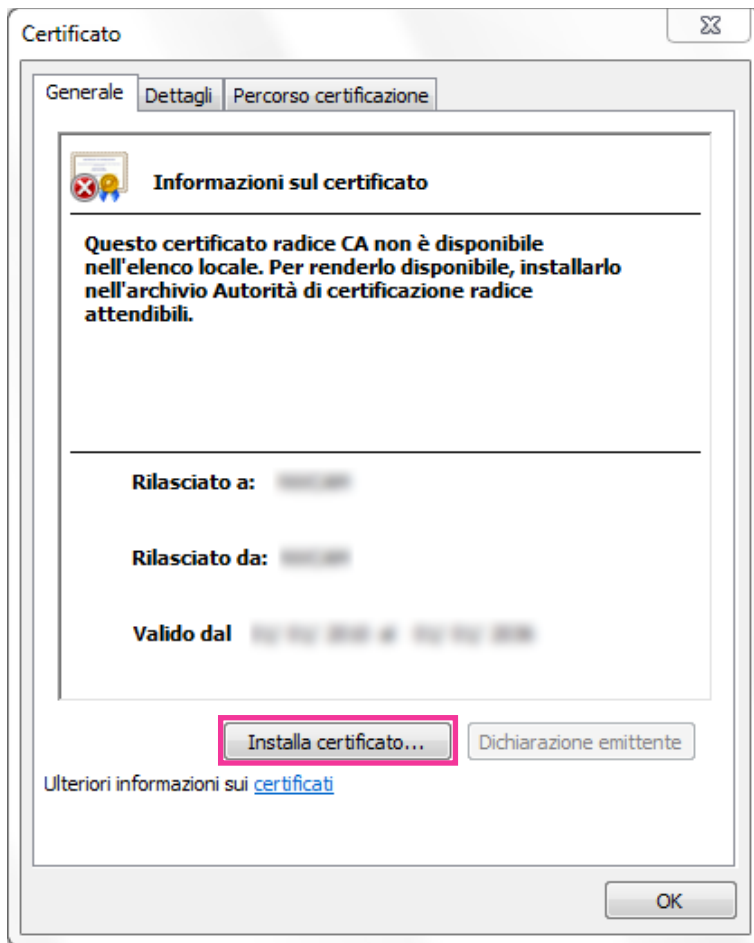 Certificato
Generale Dettagli Percorso certificazione
Informazioni sul certificato
Questo certificato radice CA non è disponibile
nell'elenco locale. Per renderlo disponibile, installarlo
nell'archivio Autorità di certificazione radice
attendibili.
Rilasciato a:
Rilasciato da:
Valido dal
Installa certificato... Dichiarazione emittente
Ulteriori informazioni sui certificati
OK